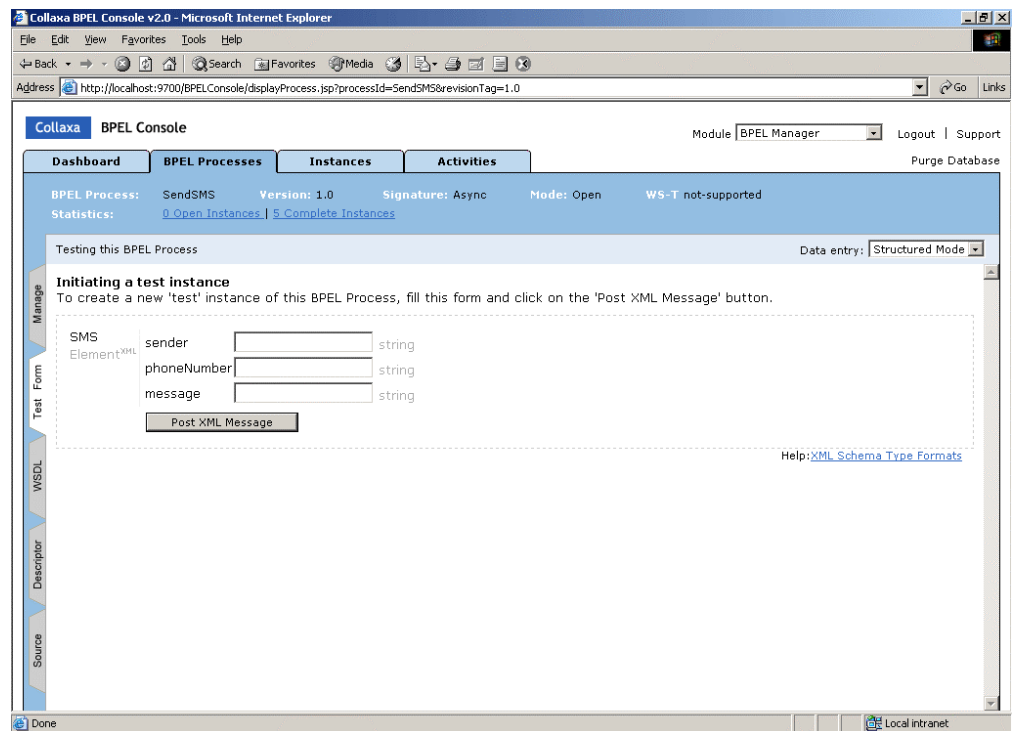 Collaxa BPEL Console v2.0 - Microsoft Internet Explorer
File Edit View Favorites Tools Help
Back Search Favorites Media
Address http://localhost:9700/BPELConsole/displayProcess.jsp?processId=SendSMS&revisionTag=1.0 Go Links
Collaxa BPEL Console
Module BPEL Manager Logout | Support
Dashboard BPEL Processes Instances Activities Purge Database
BPEL Process: SendSMS Version: 1.0 Signature: Async Mode: Open WS-T not-supported
Statistics: 0 Open Instances | 5 Complete Instances
Testing this BPEL Process Data entry: Structured Mode
Initiating a test instance
To create a new 'test' instance of this BPEL Process, fill this form and click on the 'Post XML Message' button.
SMS
Element XML
sender string
phoneNumber string
message string
Post XML Message
Help:XML Schema Type Formats
Manage
Test Form
WSDL
Descriptor
Source
Done Local intranet